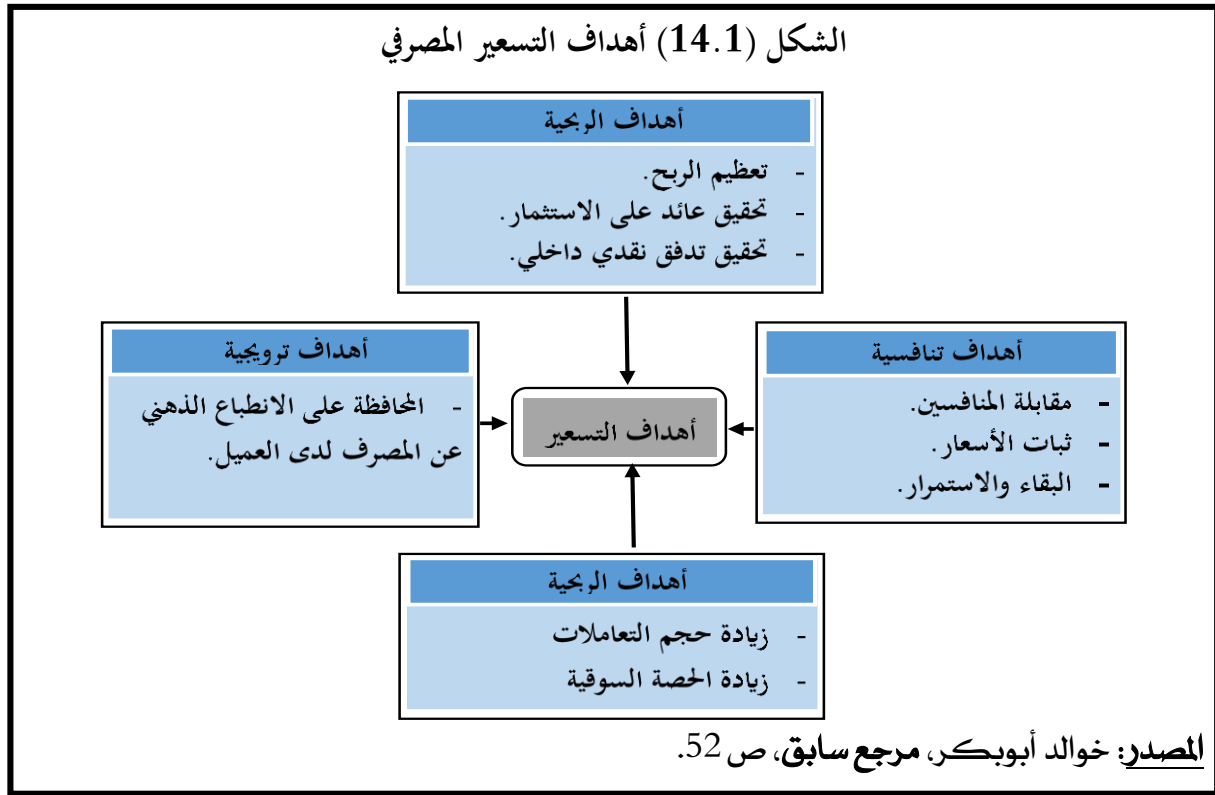 الشكل (14.1) أهداف التسعير المصرفي
أهداف الربحية
- تعظيم الربح.
- تحقيق عائد على الاستثمار.
- تحقيق تدفق نقدي داخلي.
أهداف تنافسية
- مقابلة المنافسين.
- ثبات الأسعار.
- البقاء والاستمرار.
أهداف التسعير
أهداف ترويجية
- المحافظة على الانطباع الذهني
عن المصرف لدى العميل.
أهداف الربحية
- زيادة حجم التعاملات
- زيادة الحصة السوقية
المصدر: خوالد أبوبكر، مرجع سابق، ص 52.